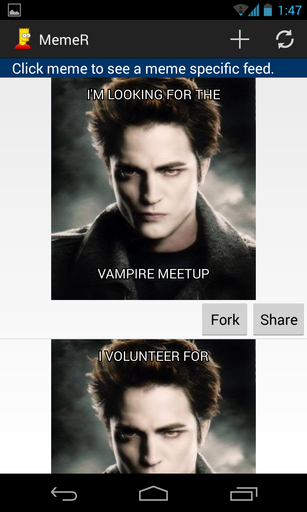 1:47
MemeR
Click meme to see a meme specific feed.
I'M LOOKING FOR THE
VAMPIRE MEETUP
Fork Share
I VOLUNTEER FOR